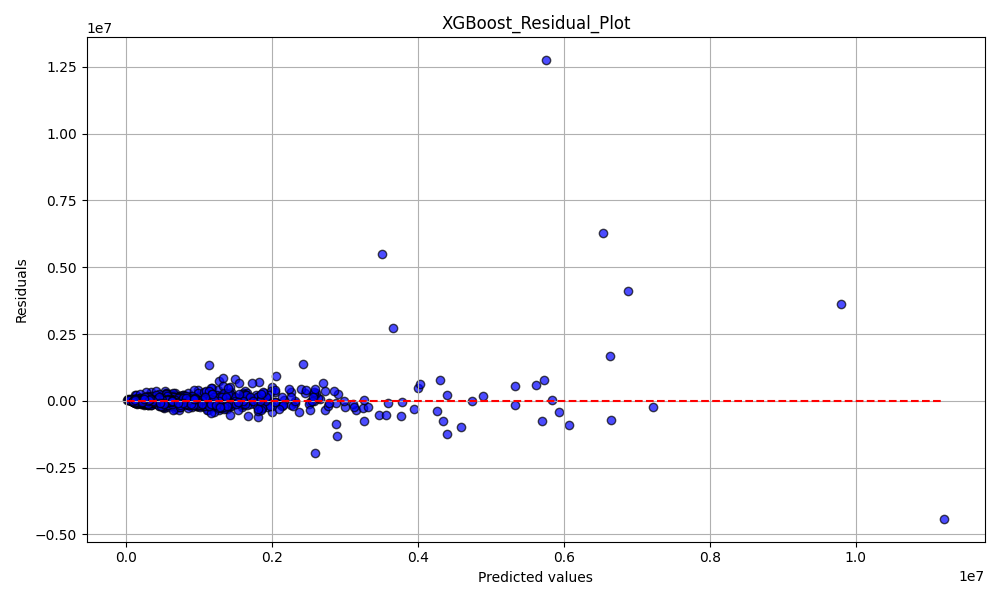 XGBoost_Residual_Plot
1e7
1.25
1.00
0.75
0.50
0.25
0.00
−0.25
−0.50
Residuals
0.0 0.2 0.4 0.6 0.8 1.0
1e7
Predicted values